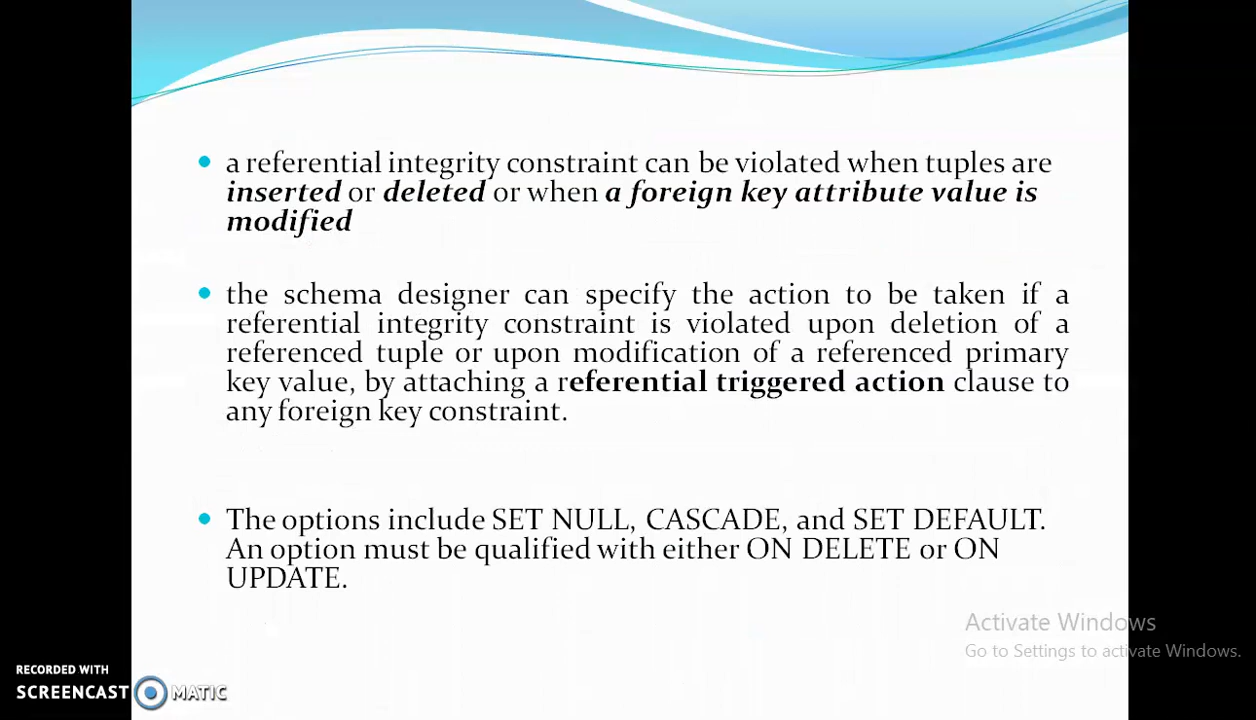 a referential integrity constraint can be violated when tuples are
inserted or deleted or when a foreign key attribute value is
modified
the schema designer can specify the action to be taken if a
referential integrity constraint is violated upon deletion of a
referenced tuple or upon modification of a referenced primary
key value, by attaching a referential triggered action clause to
any foreign key constraint.
The options include SET NULL, CASCADE, and SET DEFAULT.
An option must be qualified with either ON DELETE or ON
UPDATE.
Activate Windows
Go to Settings to activate Windows.
RECORDED WITH
SCREENCAST MATIC